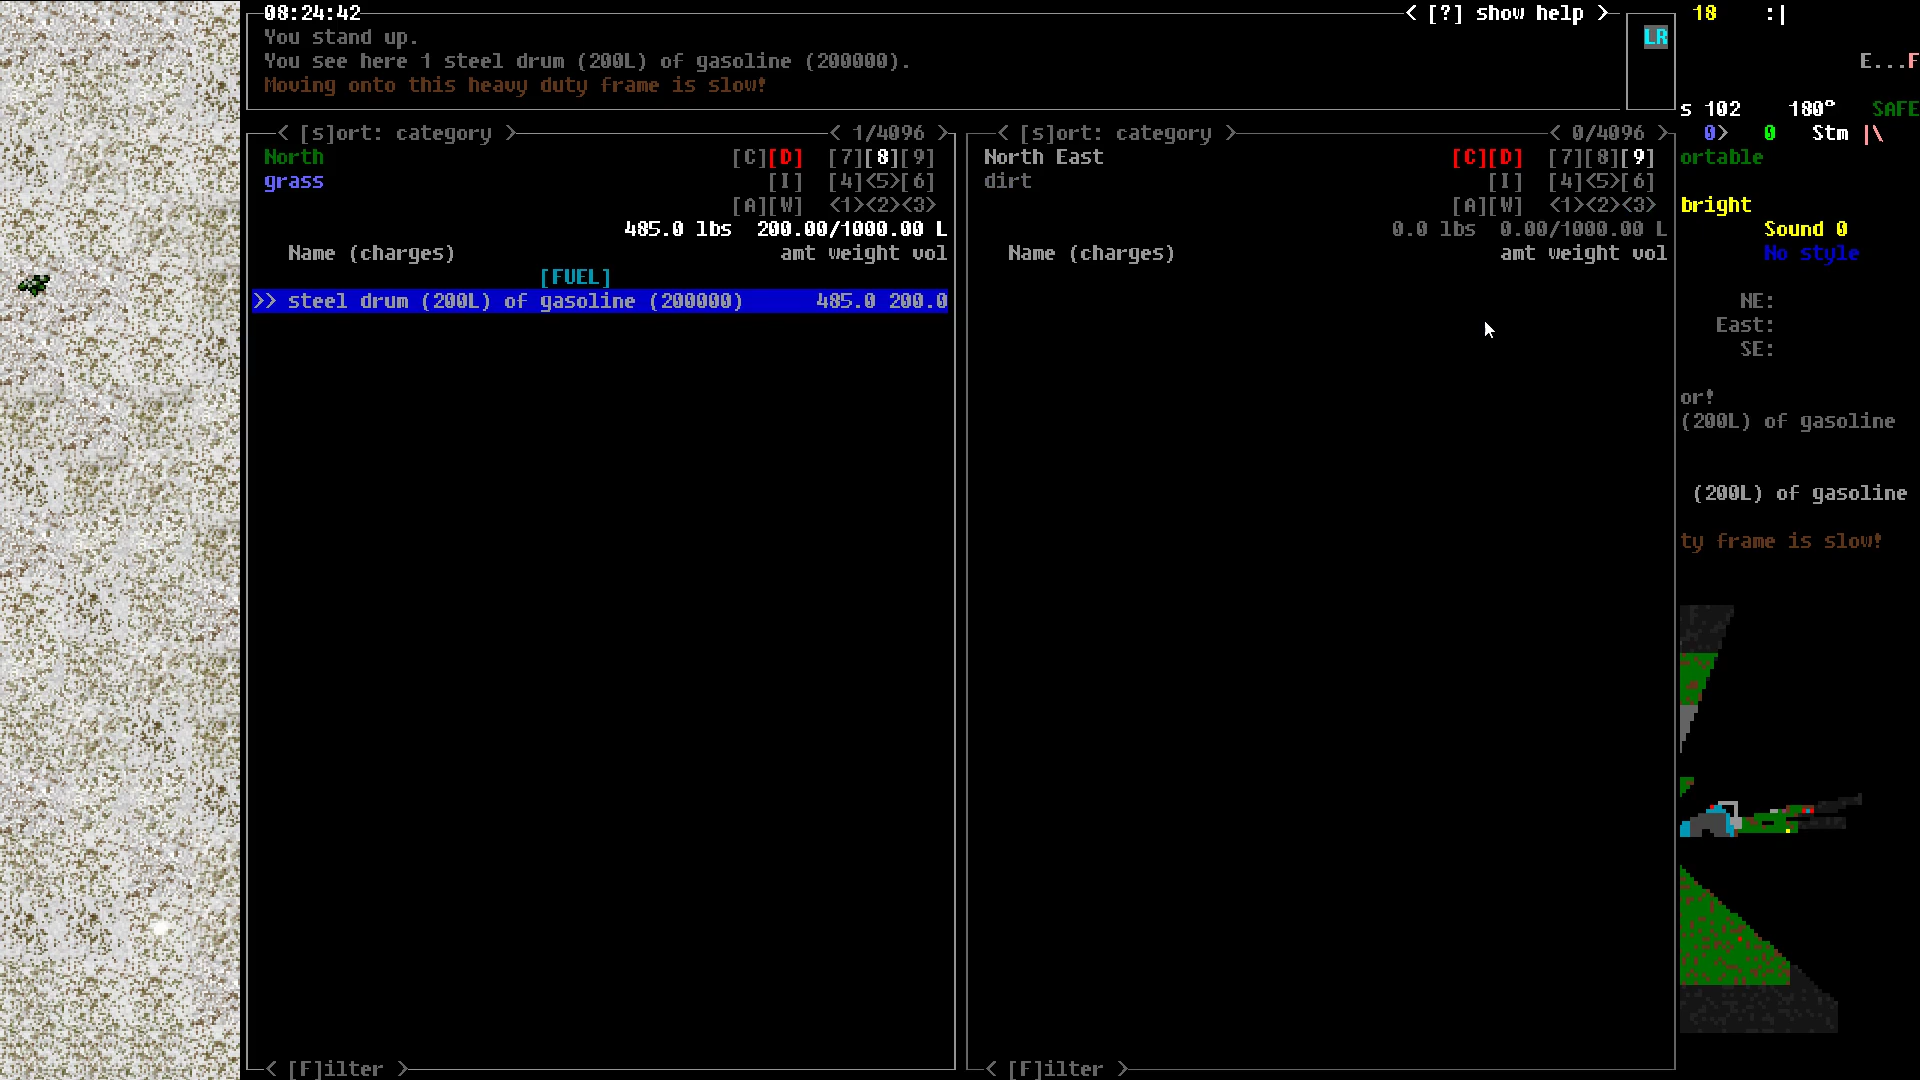 08:24:42 < [?] show help >
You stand up.
You see here 1 steel drum (200L) of gasoline (200000).
Moving onto this heavy duty frame is slow!
LR
< [s]ort: category > < 1/4096 >
North [C][D] [7][8][9]
grass [I] [4]<5>[6]
[A][W] <1><2><3>
485.0 lbs 200.00/1000.00 L
Name (charges) amt weight vol
[FUEL]
>> steel drum (200L) of gasoline (200000) 485.0 200.0
< [F]ilter >
< [s]ort: category > < 0/4096 >
North East [C][D] [7][8][9]
dirt [I] [4]<5>[6]
[A][W] <1><2><3>
0.0 lbs 0.00/1000.00 L
Name (charges) amt weight vol
< [F]ilter >
18 :|
E...F
s 102 180° SAFE
0> 0 Stm |\
ortable
bright
Sound 0
No style
NE:
East:
SE:
or!
(200L) of gasoline
(200L) of gasoline
ty frame is slow!